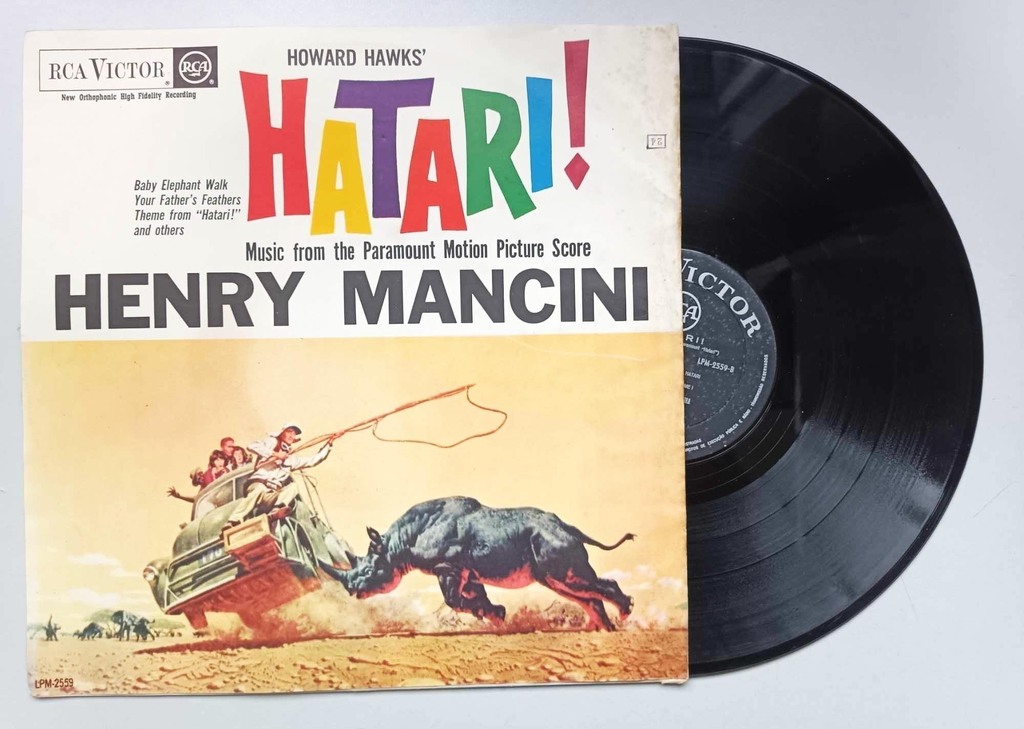 RCA VICTOR
RCA
New Orthophonic High Fidelity Recording
HOWARD HAWKS'
HATARI!
24
Baby Elephant Walk
Your Father's Feathers
Theme from "Hatari!"
and others
Music from the Paramount Motion Picture Score
HENRY MANCINI
LPM-2559
VICTOR
LPM-2559-B